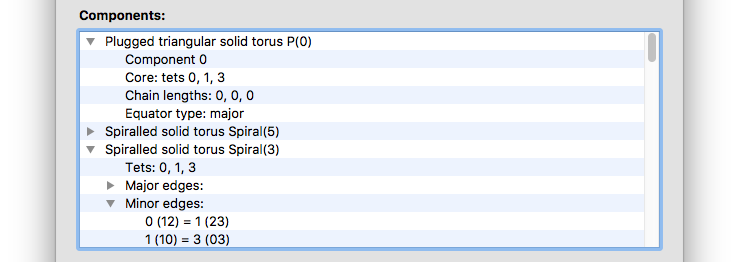 Components:
Plugged triangular solid torus P(0)
Component 0
Core: tets 0, 1, 3
Chain lengths: 0, 0, 0
Equator type: major
Spiralled solid torus Spiral(5)
Spiralled solid torus Spiral(3)
Tets: 0, 1, 3
Major edges:
Minor edges:
0 (12) = 1 (23)
1 (10) = 3 (03)